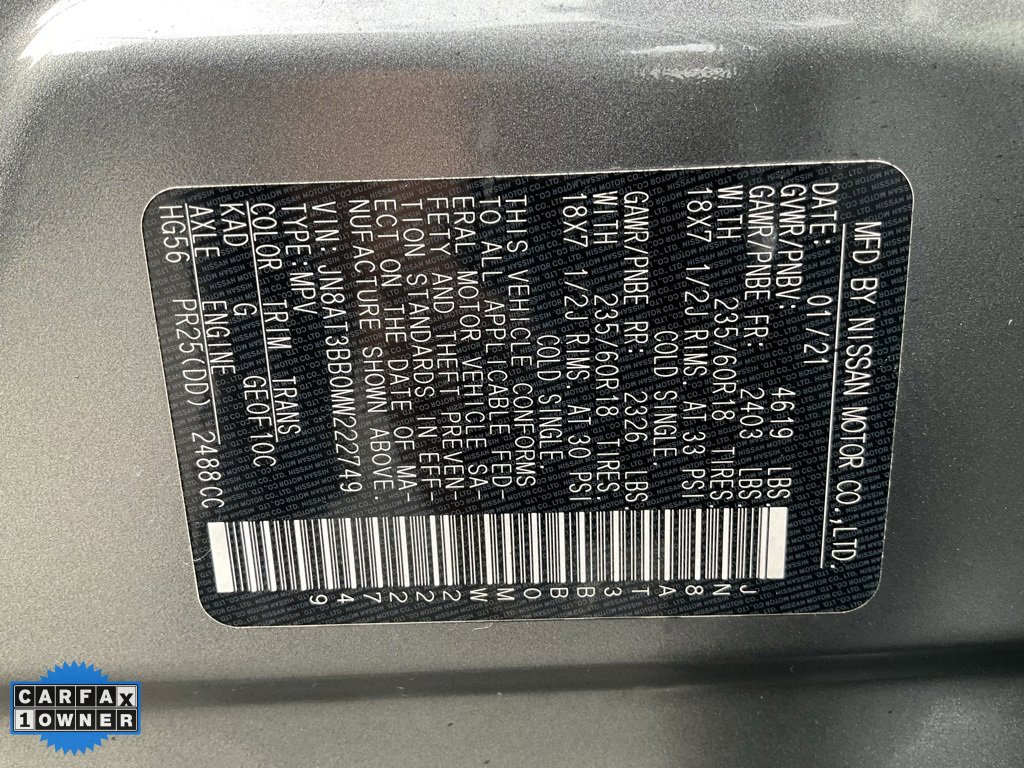 MFD BY NISSAN MOTOR CO.,LTD.
DATE: 01/21
GVWR/PNBV: 4619 LBS.
GAWR/PNBE FR: 2403 LBS.
WITH 235/60R18 TIRES.
18X7 1/2J RIMS. AT 33 PSI
COLD SINGLE.
GAWR/PNBE RR: 2326 LBS.
WITH 235/60R18 TIRES
18X7 1/2J RIMS. AT 30 PSI
COLD SINGLE.
THIS VEHICLE CONFORMS
TO ALL APPLICABLE FED-
ERAL MOTOR VEHICLE SA-
FETY AND THEFT PREVEN-
TION STANDARDS IN EFF-
ECT ON THE DATE OF MA-
NUFACTURE SHOWN ABOVE.
VIN: JN8AT3BB0MW222749
TYPE:MPV
COLOR TRIM TRANS
KAD G GE0F10C
AXLE ENGINE
HG56 PR25(DD) 2488CC
JN8AT3BB0MW222749
CARFAX
1 OWNER